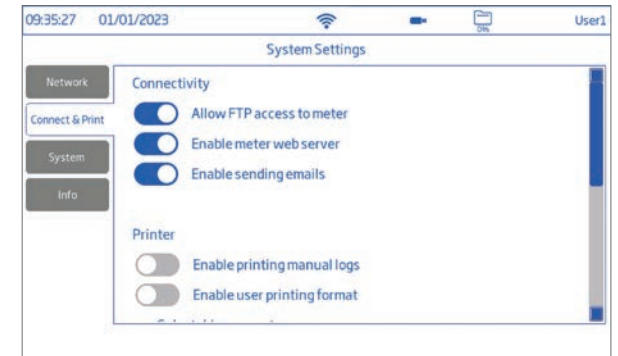 09:35:27 01/01/2023 0% User1
System Settings
Network
Connect & Print
System
Info
Connectivity
Allow FTP access to meter
Enable meter web server
Enable sending emails
Printer
Enable printing manual logs
Enable user printing format